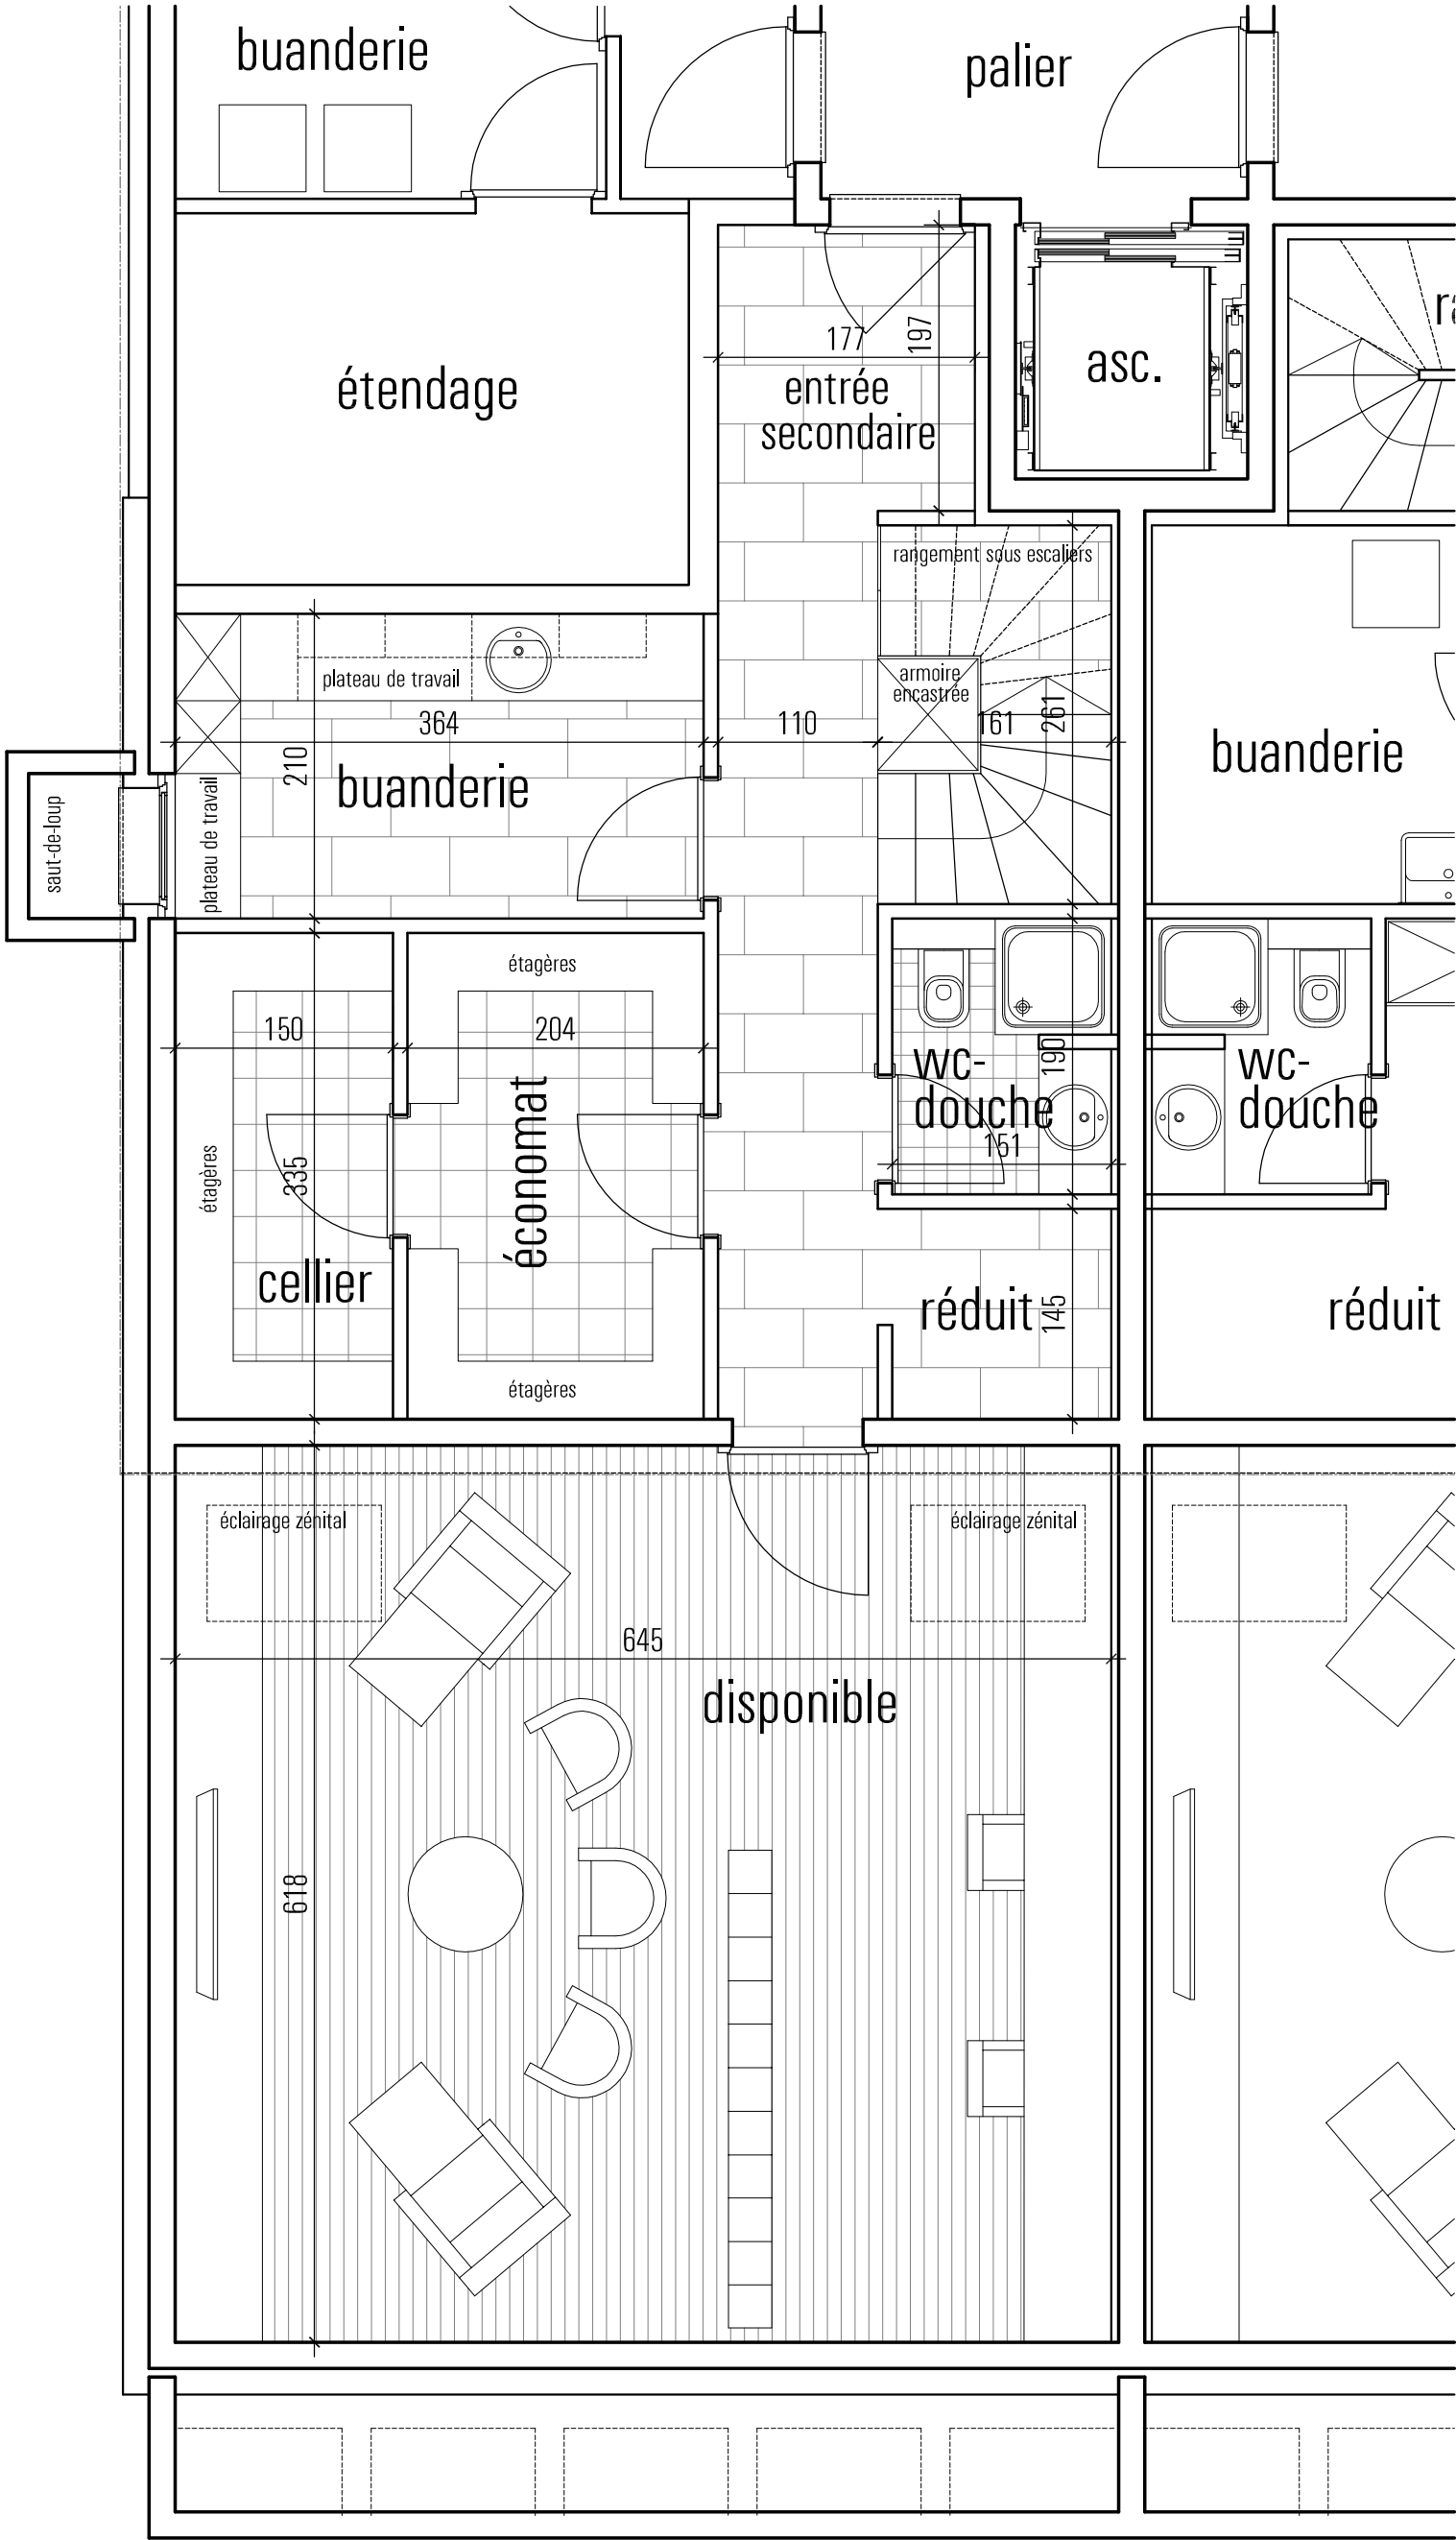 buanderie
palier
étendage
177
197
entrée
secondaire
asc.
rangement sous escaliers
armoire
encastrée
plateau de travail
364
110
161
261
210
buanderie
plateau de travail
saut-de-loup
buanderie
étagères
150
204
190
wc-
douche
151
wc-
douche
étagères
335
économat
cellier
réduit
145
réduit
étagères
éclairage zénital
éclairage zénital
645
disponible
618